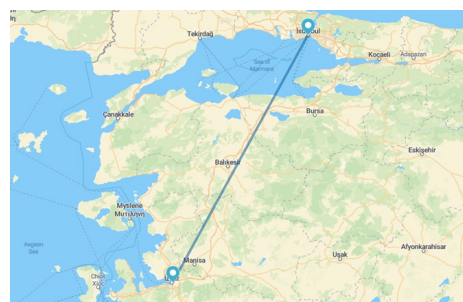 Tekirdağ
İstanbul
Kocaeli
Adapazarı
Sea of
Marmara
Çanakkale
Bursa
Eskişehir
Balıkesir
Mytilene
Μυτιλήνη
Aegean
Sea
Manisa
Uşak
Afyonkarahisar
Chios
Χίος